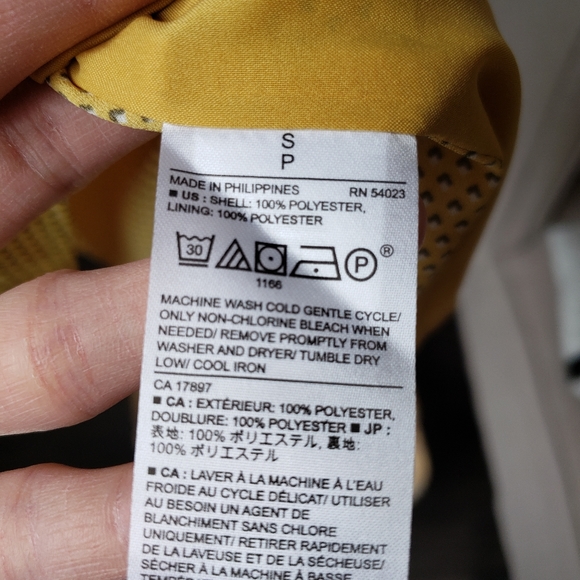 S
P
MADE IN PHILIPPINES RN 54023
■ US : SHELL: 100% POLYESTER,
LINING: 100% POLYESTER
30 P ®
1166
MACHINE WASH COLD GENTLE CYCLE/
ONLY NON-CHLORINE BLEACH WHEN
NEEDED/ REMOVE PROMPTLY FROM
WASHER AND DRYER/ TUMBLE DRY
LOW/ COOL IRON
CA 17897
■ CA : EXTÉRIEUR: 100% POLYESTER,
DOUBLURE: 100% POLYESTER ■ JP :
表地: 100% ポリエステル, 裏地:
100% ポリエステル
■ CA : LAVER À LA MACHINE À L'EAU
FROIDE AU CYCLE DÉLICAT/ UTILISER
AU BESOIN UN AGENT DE
BLANCHIMENT SANS CHLORE
UNIQUEMENT/ RETIRER RAPIDEMENT
DE LA LAVEUSE ET DE LA SÉCHEUSE/
SÉCHER À LA MACHINE À BASSE